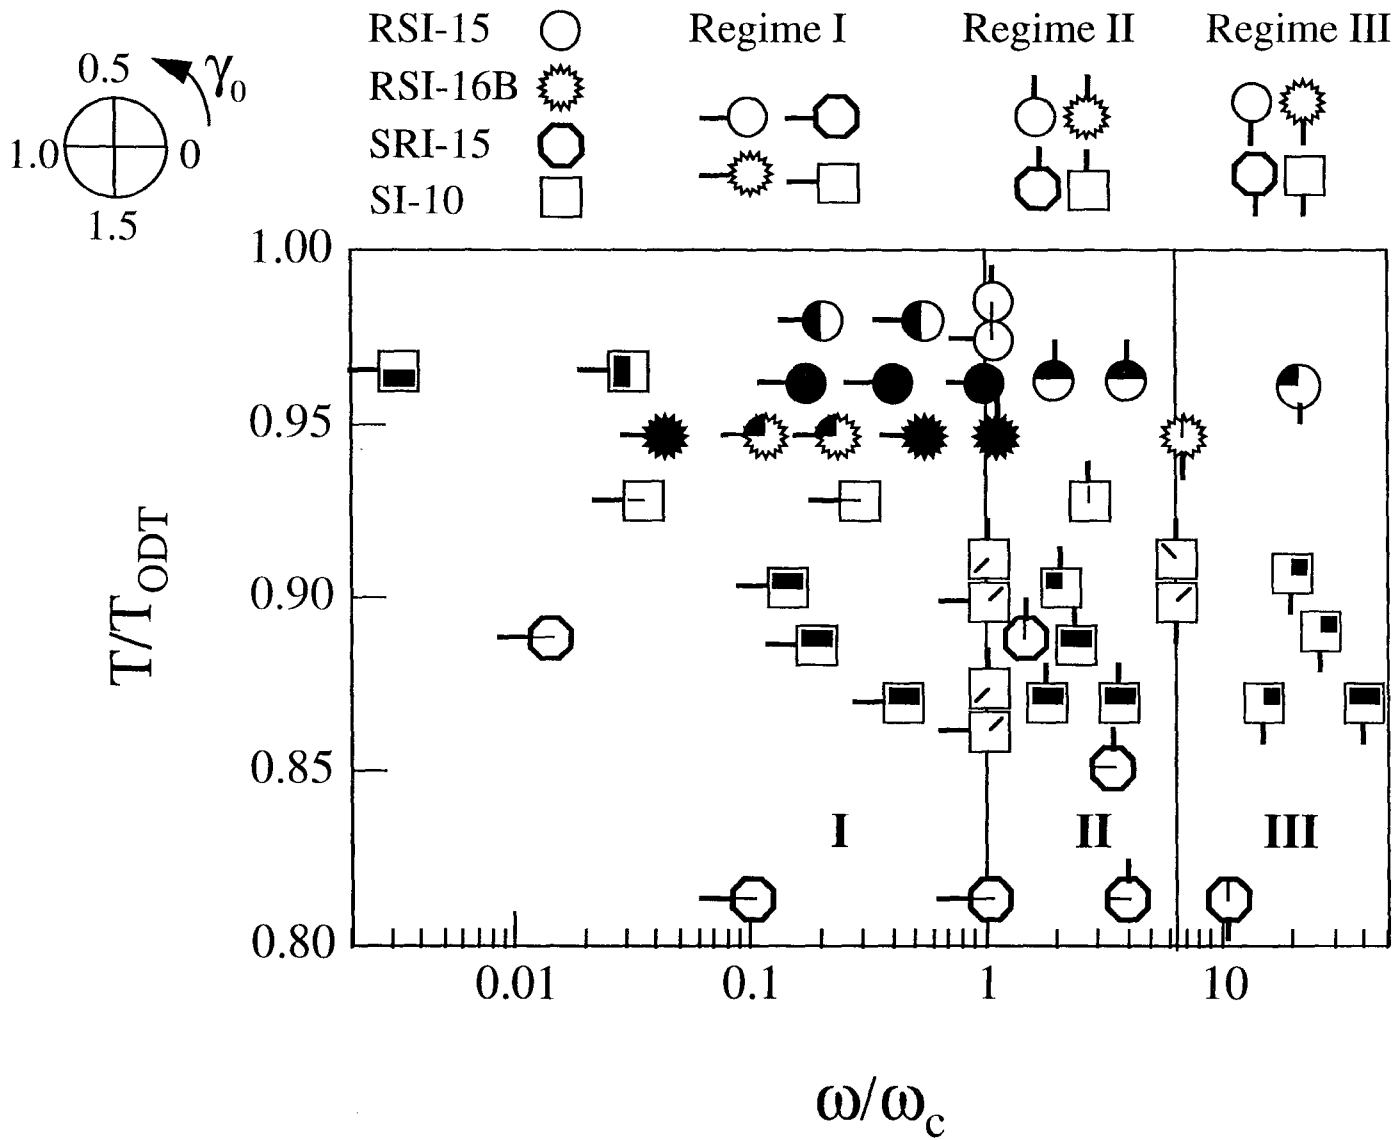 RSI-15 Regime I Regime II Regime III
0.5 γ0
RSI-16B
1.0 0
SRI-15
SI-10
1.5
1.00
0.95
T/TODT
0.90
0.85
I II III
0.80
0.01 0.1 1 10
ω/ωc